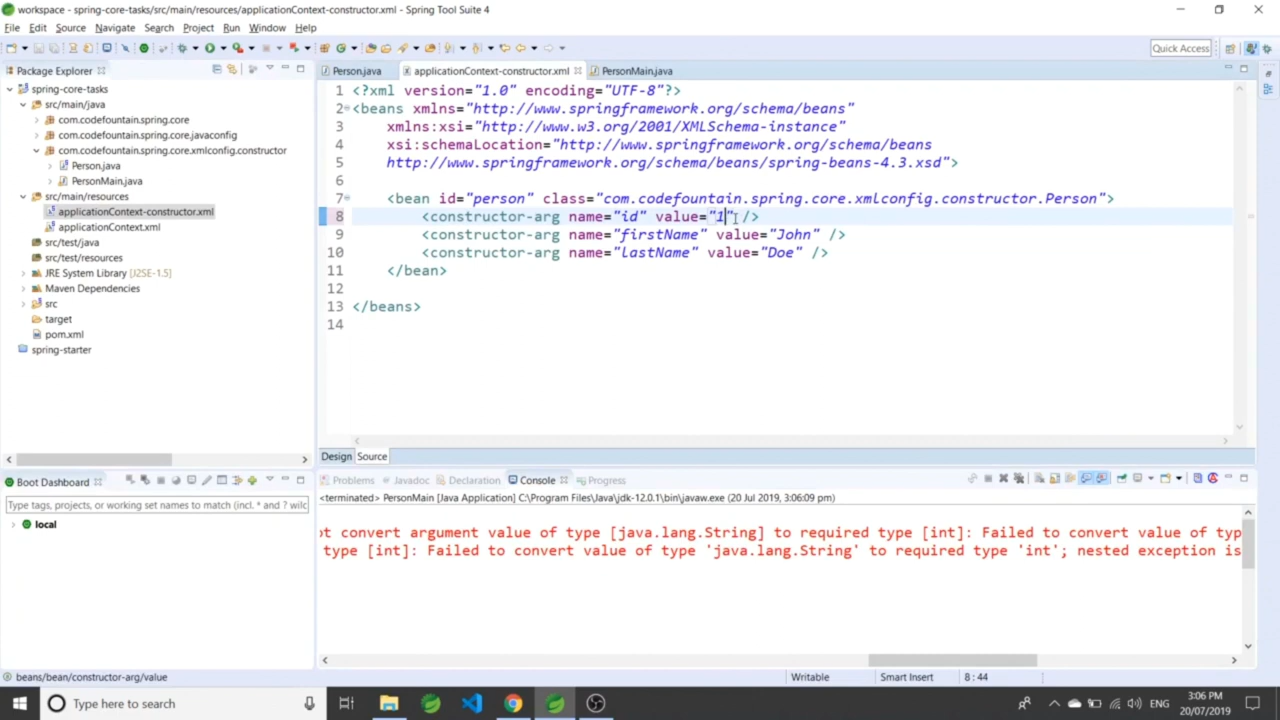 workspace - spring-core-tasks/src/main/resources/applicationContext-constructor.xml - Spring Tool Suite 4
File Edit Source Navigate Search Project Run Window Help
Quick Access
Package Explorer
Person.java
applicationContext-constructor.xml
PersonMain.java
spring-core-tasks
src/main/java
com.codefountain.spring.core
com.codefountain.spring.core.javaconfig
com.codefountain.spring.core.xmlconfig.constructor
Person.java
PersonMain.java
src/main/resources
applicationContext-constructor.xml
applicationContext.xml
src/test/java
src/test/resources
JRE System Library [J2SE-1.5]
Maven Dependencies
src
target
pom.xml
spring-starter
1 <?xml version="1.0" encoding="UTF-8"?>
2 <beans xmlns="http://www.springframework.org/schema/beans"
3 xmlns:xsi="http://www.w3.org/2001/XMLSchema-instance"
4 xsi:schemaLocation="http://www.springframework.org/schema/beans
5 http://www.springframework.org/schema/beans/spring-beans-4.3.xsd">
6
7 <bean id="person" class="com.codefountain.spring.core.xmlconfig.constructor.Person">
8 <constructor-arg name="id" value="1" />
9 <constructor-arg name="firstName" value="John" />
10 <constructor-arg name="lastName" value="Doe" />
11 </bean>
12
13 </beans>
14
Design Source
Boot Dashboard
Type tags, projects, or working set names to match (incl. * and ? wilc
local
Problems Javadoc Declaration Console Progress
<terminated> PersonMain [Java Application] C:\Program Files\Java\jdk-12.0.1\bin\javaw.exe (20 Jul 2019, 3:06:09 pm)
ot convert argument value of type [java.lang.String] to required type [int]: Failed to convert value of typ
type [int]: Failed to convert value of type 'java.lang.String' to required type 'int'; nested exception is
beans/bean/constructor-arg/value
Writable
Smart Insert
8 : 44
Type here to search
ENG
3:06 PM
20/07/2019